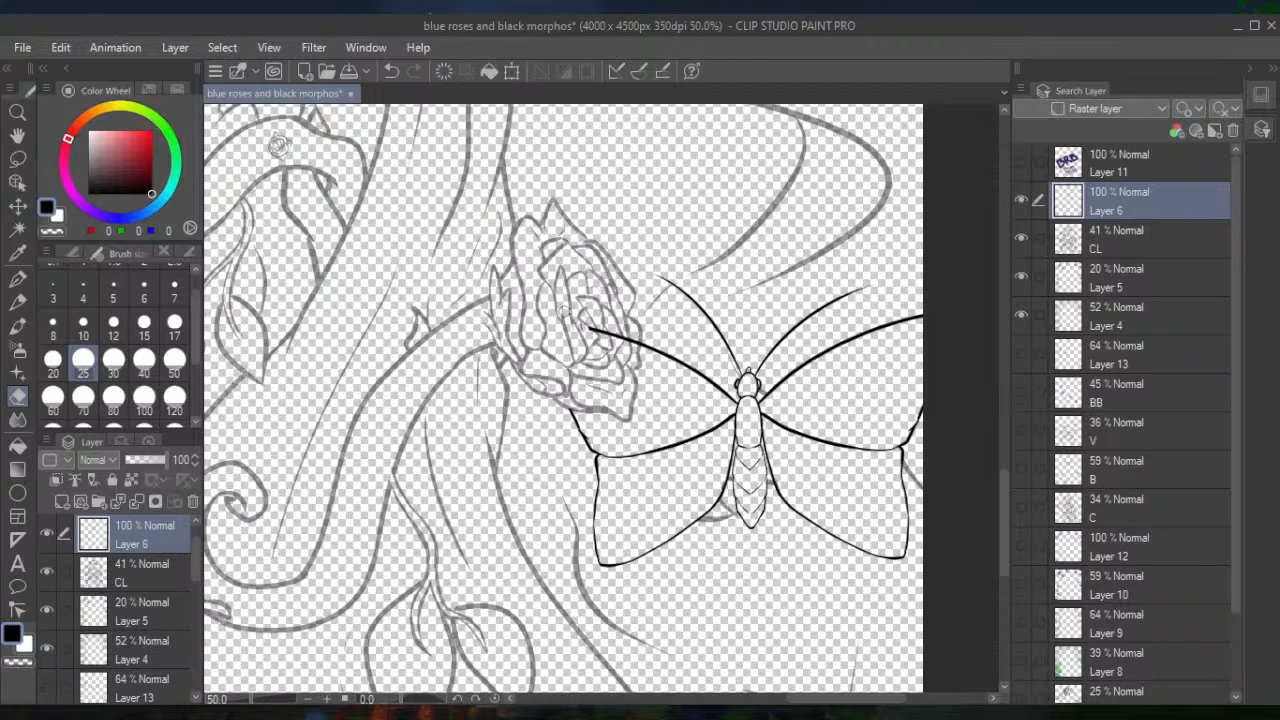 blue roses and black morphos* (4000 x 4500px 350dpi 50.0%) - CLIP STUDIO PAINT PRO
File Edit Animation Layer Select View Filter Window Help
Color Wheel
blue roses and black morphos*
Search Layer
Raster layer
0 0 0
Brush size
3 4 5 6 7
8 10 12 15 17
20 25 30 40 50
60 70 80 100 120
Layer
Normal 100
100 % Normal
Layer 6
41 % Normal
CL
20 % Normal
Layer 5
52 % Normal
Layer 4
64 % Normal
Layer 13
50.0 0.0
BRB
100 % Normal
Layer 11
100 % Normal
Layer 6
41 % Normal
CL
20 % Normal
Layer 5
52 % Normal
Layer 4
64 % Normal
Layer 13
45 % Normal
BB
36 % Normal
V
59 % Normal
B
34 % Normal
C
100 % Normal
Layer 12
59 % Normal
Layer 10
64 % Normal
Layer 9
39 % Normal
Layer 8
25 % Normal